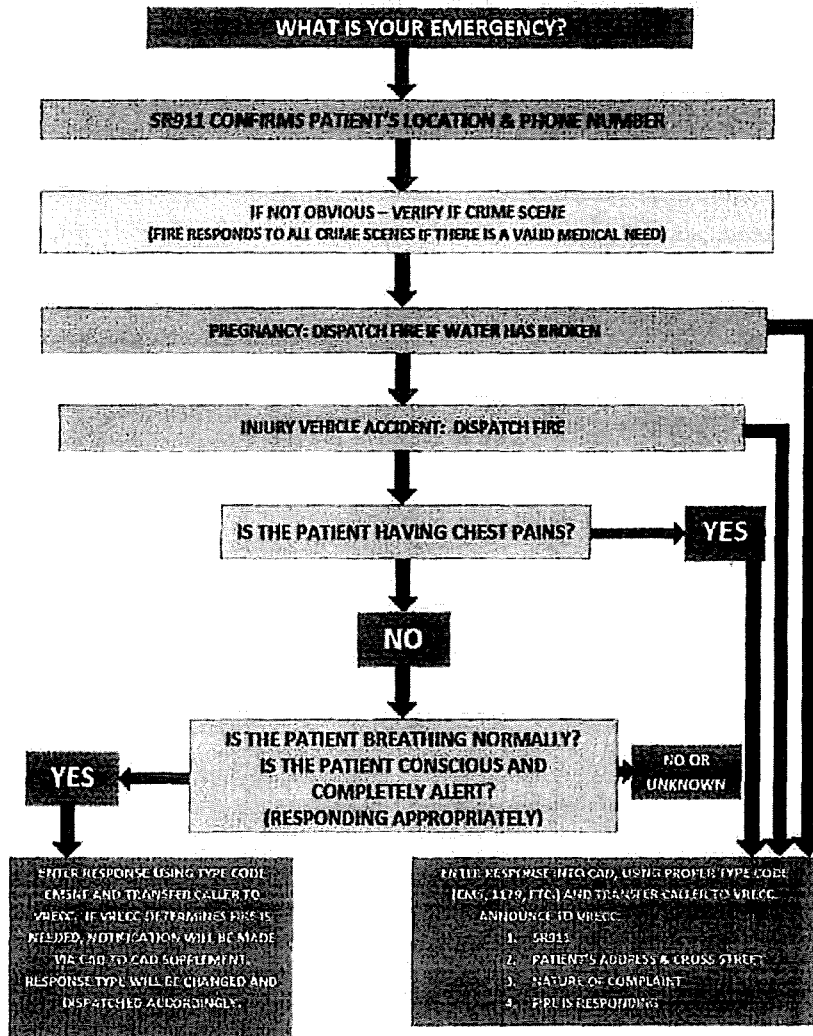 WHAT IS YOUR EMERGENCY?
SR911 CONFIRMS PATIENT'S LOCATION & PHONE NUMBER
IF NOT OBVIOUS – VERIFY IF CRIME SCENE
(FIRE RESPONDS TO ALL CRIME SCENES IF THERE IS A VALID MEDICAL NEED)
PREGNANCY: DISPATCH FIRE IF WATER HAS BROKEN
INJURY VEHICLE ACCIDENT: DISPATCH FIRE
IS THE PATIENT HAVING CHEST PAINS?
YES
NO
IS THE PATIENT BREATHING NORMALLY?
IS THE PATIENT CONSCIOUS AND
COMPLETELY ALERT?
(RESPONDING APPROPRIATELY)
YES
NO OR
UNKNOWN
ENTER RESPONSE USING TYPE CODE
AND TRANSFER CALLER TO
VRECC. IF VRECC DETERMINES FIRE IS
NEEDED, NOTIFICATION WILL BE MADE
VIA CAD TO CAD SUPPLEMENT.
RESPONSE TYPE WILL BE CHANGED AND
DISPATCHED ACCORDINGLY.
ENTER RESPONSE INTO CAD, USING PROPER TYPE CODE
(EMS, 1179, ETC.) AND TRANSFER CALLER TO VRECC.
ANNOUNCE TO VRECC:
1. SR911
2. PATIENT'S ADDRESS & CROSS STREET
3. NATURE OF COMPLAINT
4. FIRE IS RESPONDING